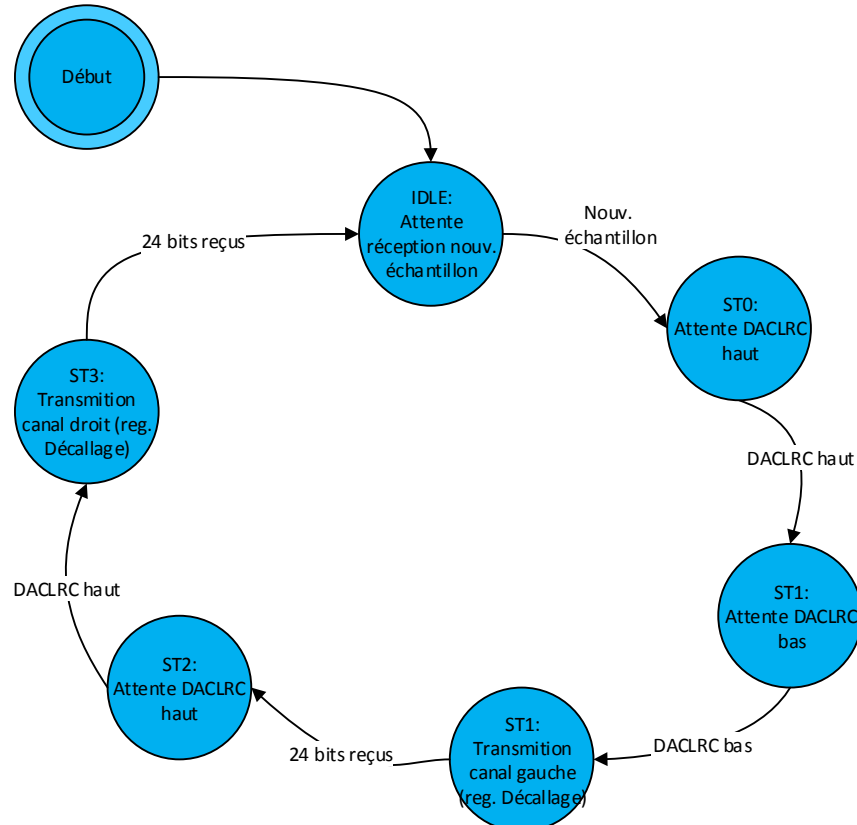 Début
IDLE:
Attente
réception nouv.
échantillon
Nouv.
échantillon
ST0:
Attente DACLRC
haut
DACLRC haut
ST1:
Attente DACLRC
bas
DACLRC bas
ST1:
Transmition
canal gauche
(reg. Décallage)
24 bits reçus
ST2:
Attente DACLRC
haut
DACLRC haut
ST3:
Transmition
canal droit (reg.
Décallage)
24 bits reçus